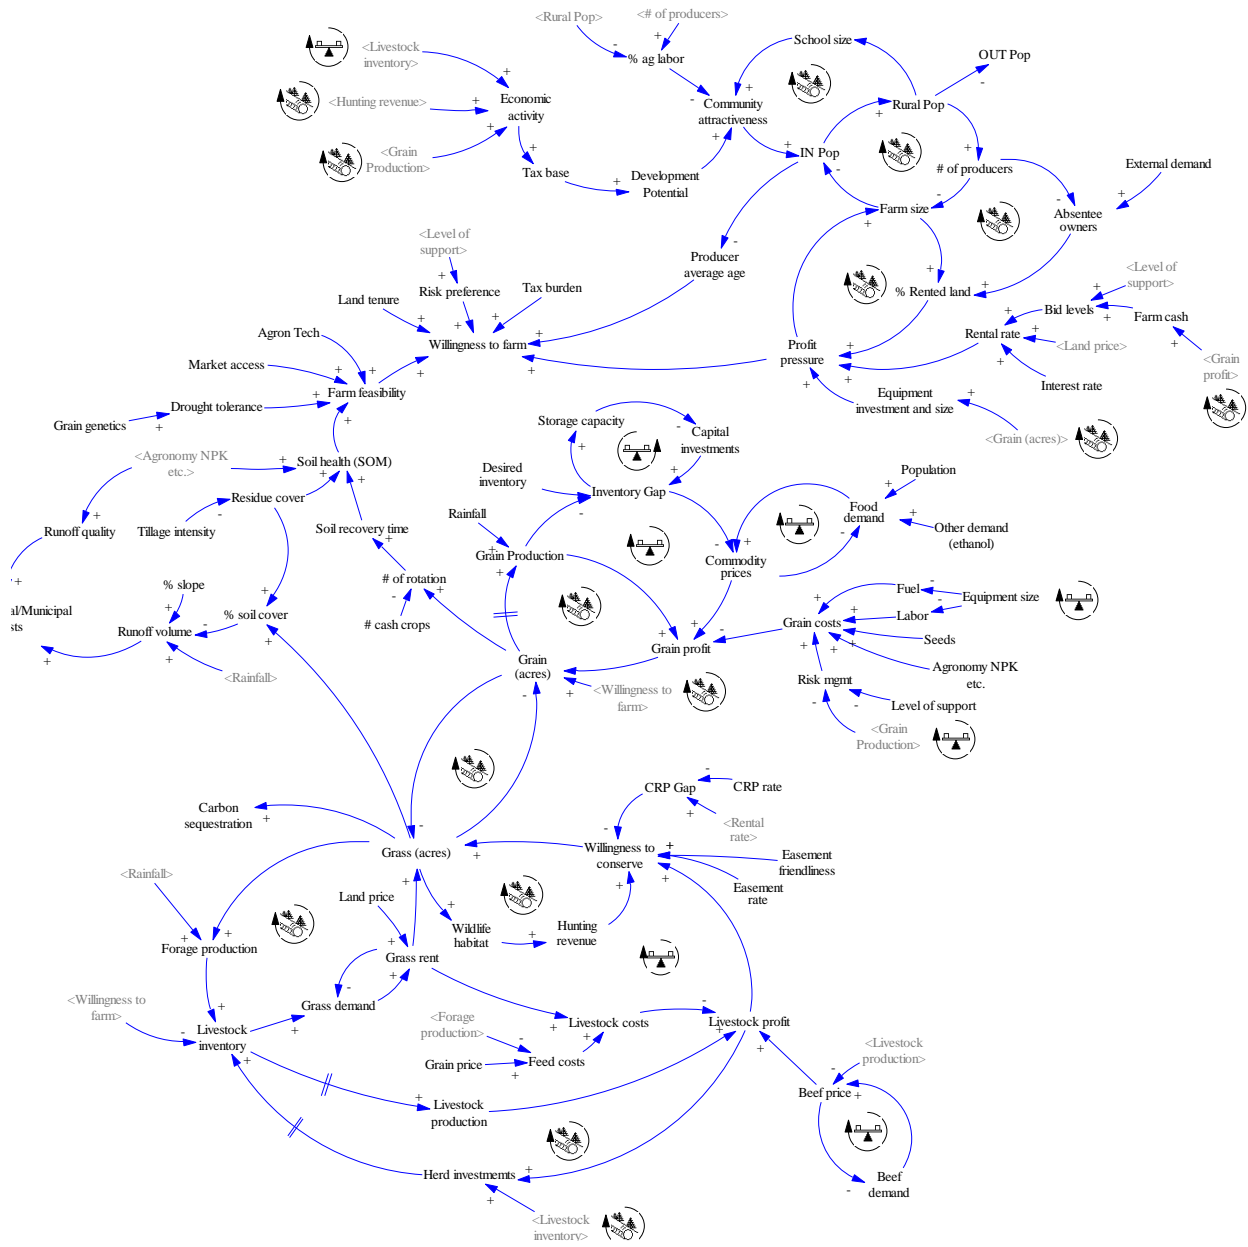 <Rural Pop>
<# of producers>
School size
OUT Pop
<Livestock
inventory>
% ag labor
<Hunting revenue>
Economic
activity
Community
attractiveness
Rural Pop
<Grain
Production>
Tax base
Development
Potential
IN Pop
# of producers
External demand
Farm size
Absentee
owners
<Level of
support>
Producer
average age
% Rented land
<Level of
support>
Land tenure
Risk preference
Tax burden
Bid levels
Farm cash
Agron Tech
Willingness to farm
Profit
pressure
Rental rate
<Land price>
<Grain
profit>
Market access
Farm feasibility
Interest rate
Drought tolerance
Equipment
investment and size
Grain genetics
Storage capacity
Capital
investments
<Grain (acres)>
<Agronomy NPK
etc.>
Soil health (SOM)
Desired
inventory
Inventory Gap
Population
Residue cover
Food
demand
Runoff quality
Tillage intensity
Soil recovery time
Rainfall
Other demand
(ethanol)
Grain Production
Commodity
prices
% slope
# of rotation
Fuel
Equipment size
al/Municipal
sts
Runoff volume
% soil cover
# cash crops
Grain costs
Labor
Seeds
Grain profit
<Rainfall>
Grain
(acres)
Agronomy NPK
etc.
<Willingness to
farm>
Risk mgmt
Level of support
<Grain
Production>
Carbon
sequestration
CRP Gap
CRP rate
<Rental
rate>
Grass (acres)
Willingness to
conserve
Easement
friendliness
<Rainfall>
Land price
Easement
rate
Wildlife
habitat
Hunting
revenue
Forage production
Grass rent
<Willingness to
farm>
Grass demand
<Forage
production>
Livestock costs
Livestock profit
Livestock
inventory
<Livestock
production>
Grain price
Feed costs
Beef price
Livestock
production
Herd investmemts
Beef
demand
<Livestock
inventory>